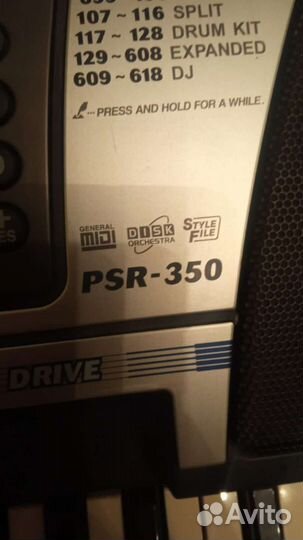 107~116 SPLIT
117~128 DRUM KIT
129~608 EXPANDED
609~618 DJ
...PRESS AND HOLD FOR A WHILE.
GENERAL MIDI
DISK ORCHESTRA
STYLE FILE
PSR-350
DRIVE
Avito